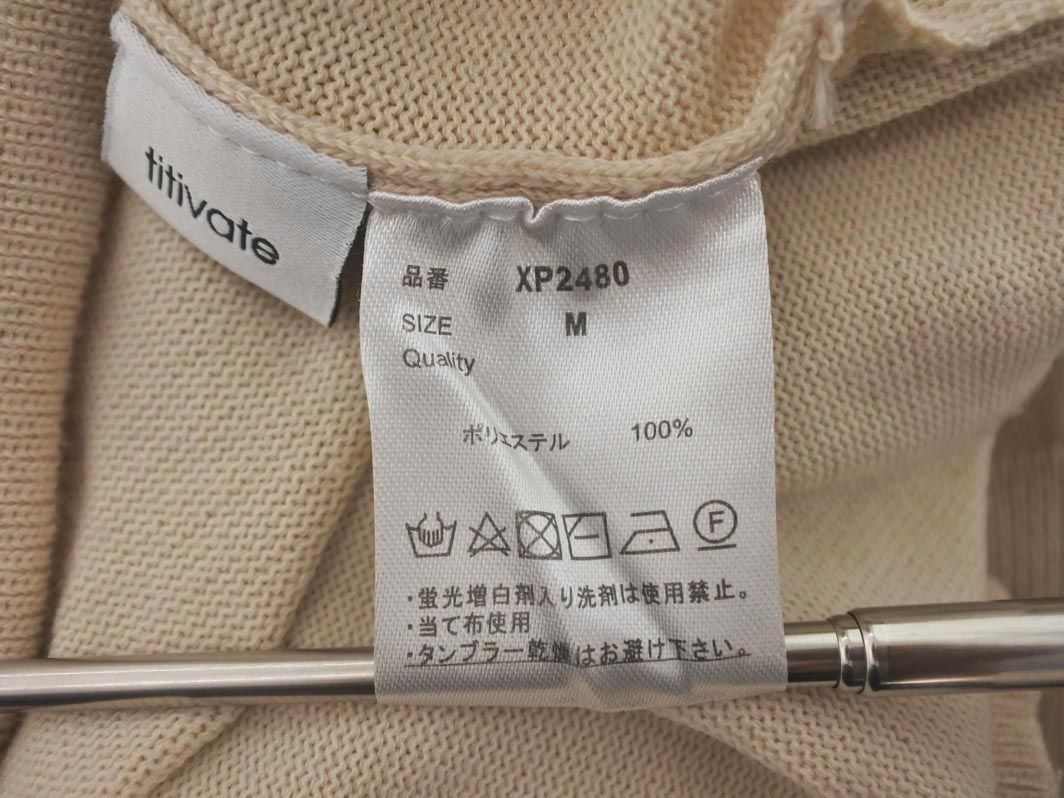 titivate
品番 XP2480
SIZE M
Quality
ポリエステル 100%
F
・蛍光増白剤入り洗剤は使用禁止。
・当て布使用
・タンブラー乾燥はお避け下さい。